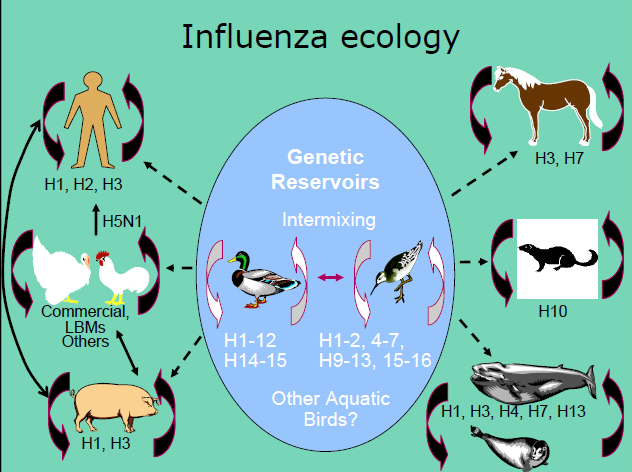 Influenza ecology
H1, H2, H3
H5N1
Commercial,
LBMs
Others
H1, H3
Genetic
Reservoirs
Intermixing
H1-12
H14-15
H1-2, 4-7,
H9-13, 15-16
Other Aquatic
Birds?
H3, H7
H10
H1, H3, H4, H7, H13